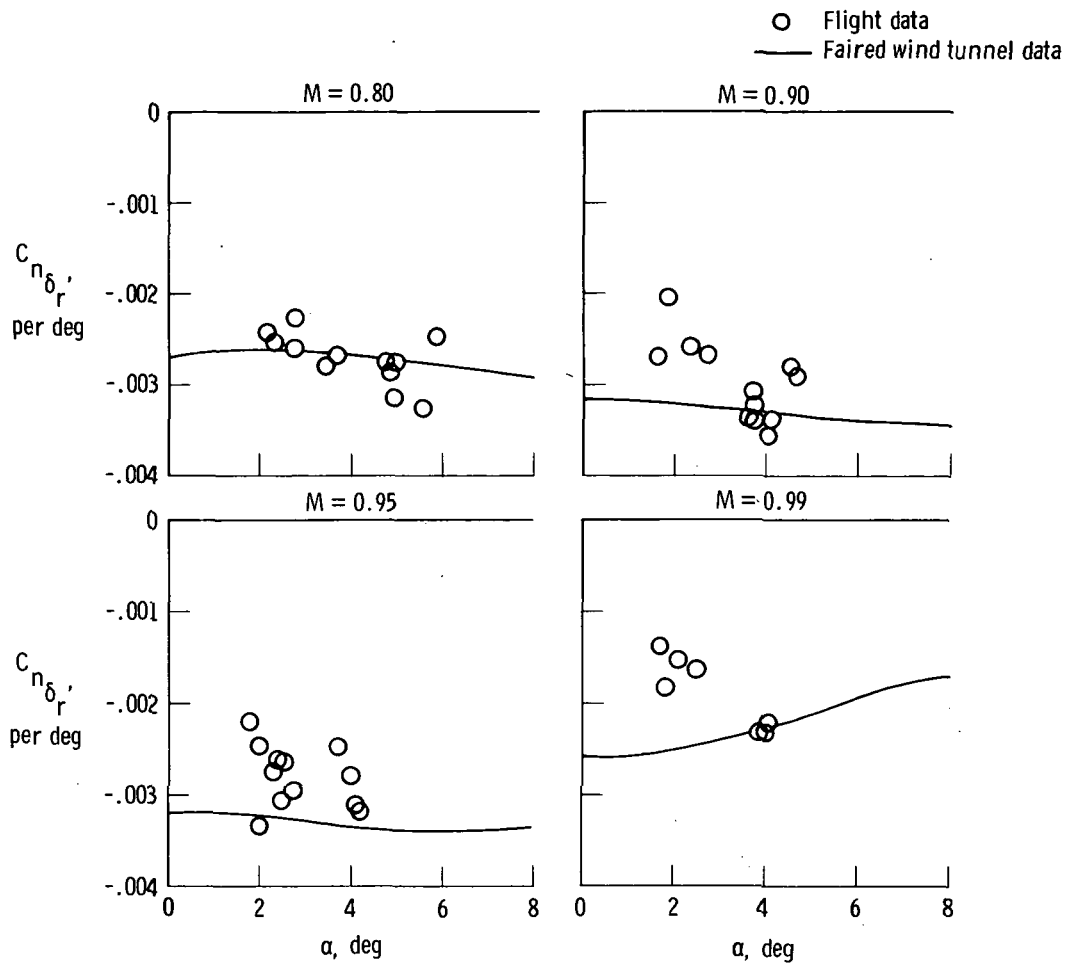 Flight data
Faired wind tunnel data
M = 0.80
M = 0.90
0
-.001
-.002
-.003
-.004
C
n
δ
r
,
per deg
M = 0.95
M = 0.99
0
-.001
-.002
-.003
-.004
C
n
δ
r
,
per deg
0 2 4 6 8
0 2 4 6 8
α, deg
α, deg